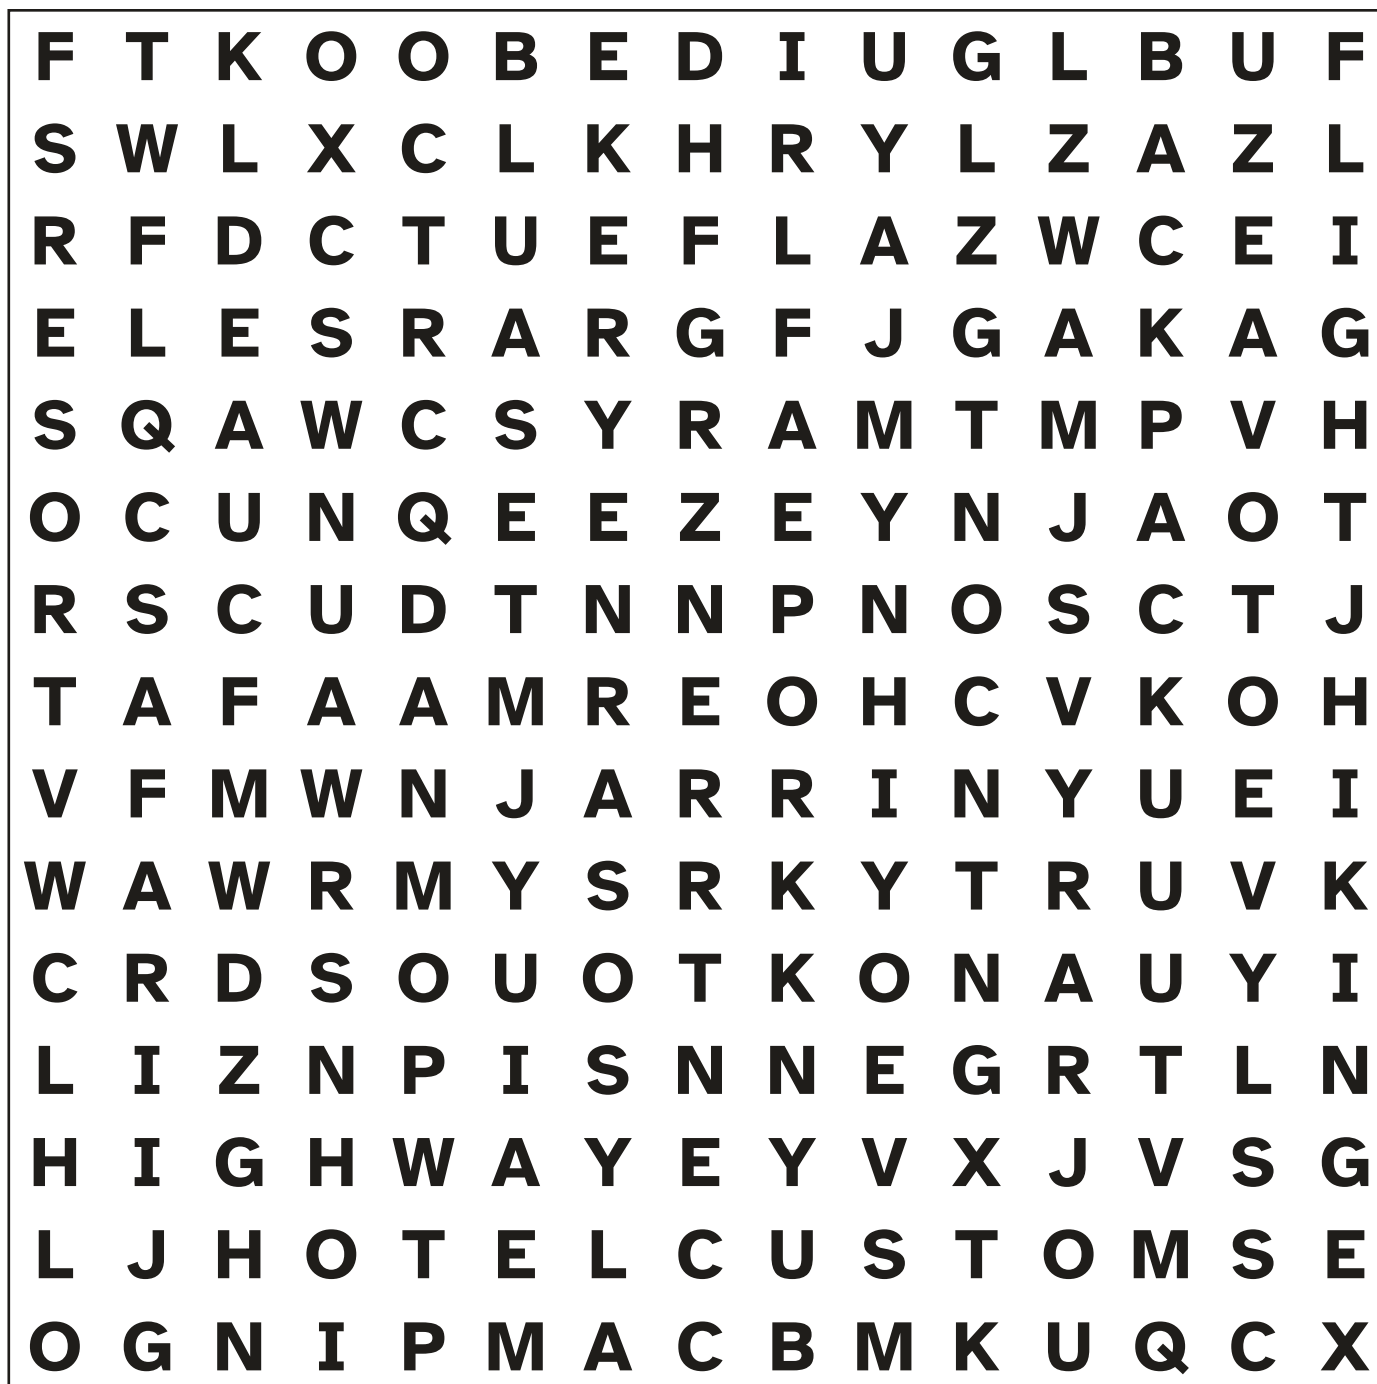 F T K O O B E D I U G L B U F
S W L X C L K H R Y L Z A Z L
R F D C T U E F L A Z W C E I
E L E S R A R G F J G A K A G
S Q A W C S Y R A M T M P V H
O C U N Q E E Z E Y N J A O T
R S C U D T N N P N O S C T J
T A F A A M R E O H C V K O H
V F M W N J A R R I N Y U E I
W A W R M Y S R K Y T R U V K
C R D S O U O T K O N A U Y I
L I Z N P I S N N E G R T L N
H I G H W A Y E Y V X J V S G
L J H O T E L C U S T O M S E
O G N I P M A C B M K U Q C X